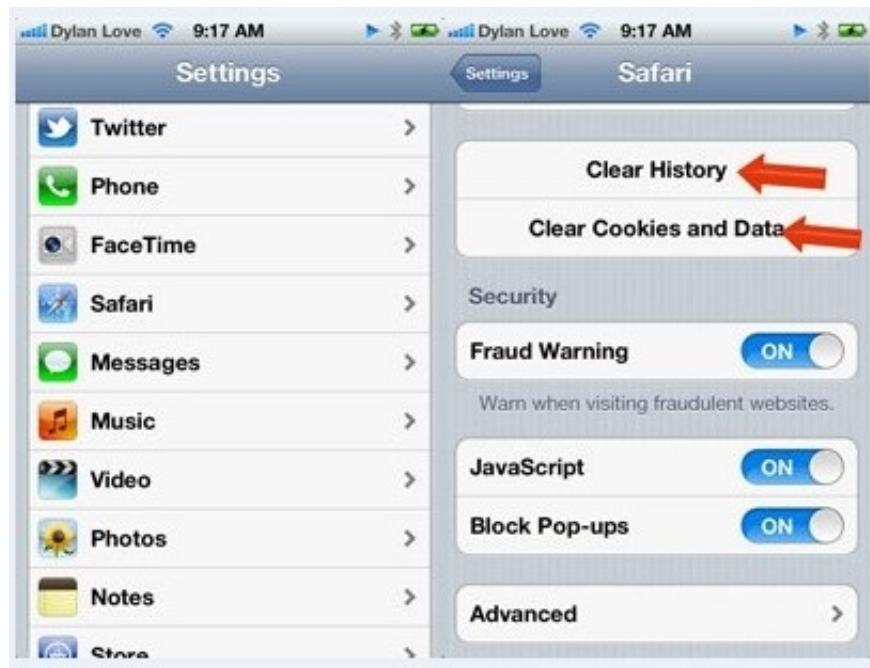 Dylan Love 9:17 AM
Settings
Twitter
Phone
FaceTime
Safari
Messages
Music
Video
Photos
Notes
Store
Dylan Love 9:17 AM
Settings Safari
Clear History
Clear Cookies and Data
Security
Fraud Warning ON
Warn when visiting fraudulent websites.
JavaScript ON
Block Pop-ups ON
Advanced